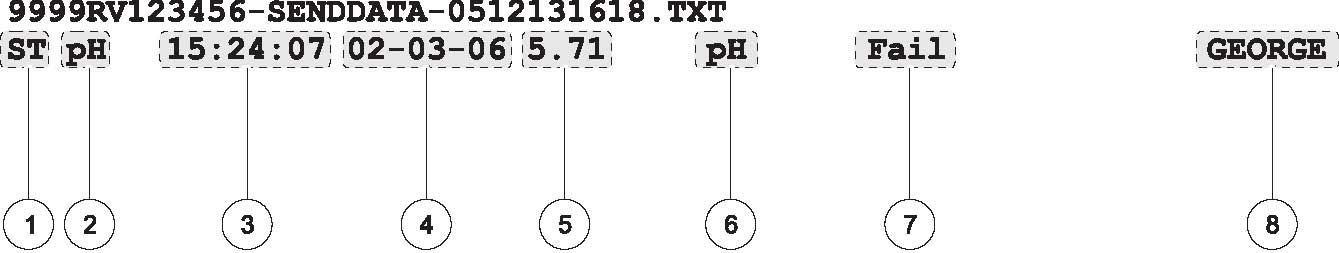 9999RV123456-SENDDATA-0512131618.TXT
ST pH 15:24:07 02-03-06 5.71 pH Fail GEORGE
1 2 3 4 5 6 7 8